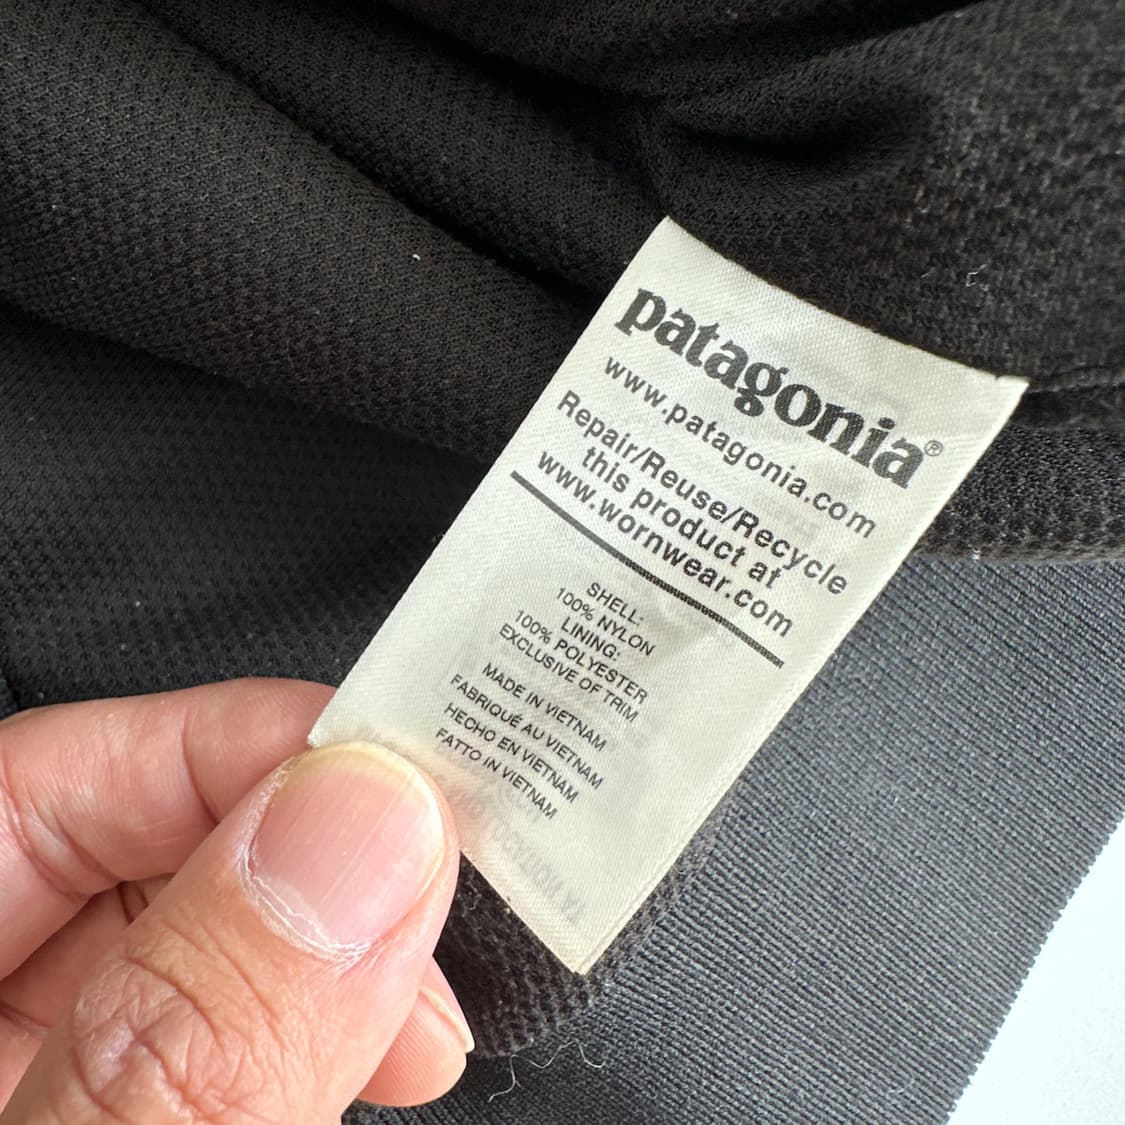 patagonia®
www.patagonia.com
Repair/Reuse/Recycle
this product at
www.wornwear.com
SHELL:
100% NYLON
LINING:
100% POLYESTER
EXCLUSIVE OF TRIM
MADE IN VIETNAM
FABRIQUÉ AU VIETNAM
HECHO EN VIETNAM
FATTO IN VIETNAM